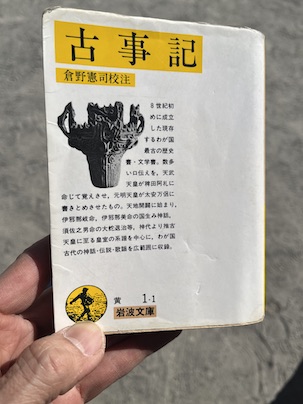 古事記
倉野憲司校注
8世紀初
めに成立
した現存
するわが国
最古の歴史
書・文学書。数多
い口伝えを、天武
天皇が稗田阿礼に
命じて覚えさせ、元明天皇が太安万侶に
書きとめさせたもの。天地開闢に始まり、
伊邪那岐命、伊邪那美命の国生み神話、
須佐之男命の大蛇退治等、神代より推古
天皇に至る皇室の系譜を中心に、わが国
古代の神話・伝説・歌謡を広範囲に収録。
黄 1-1
岩波文庫